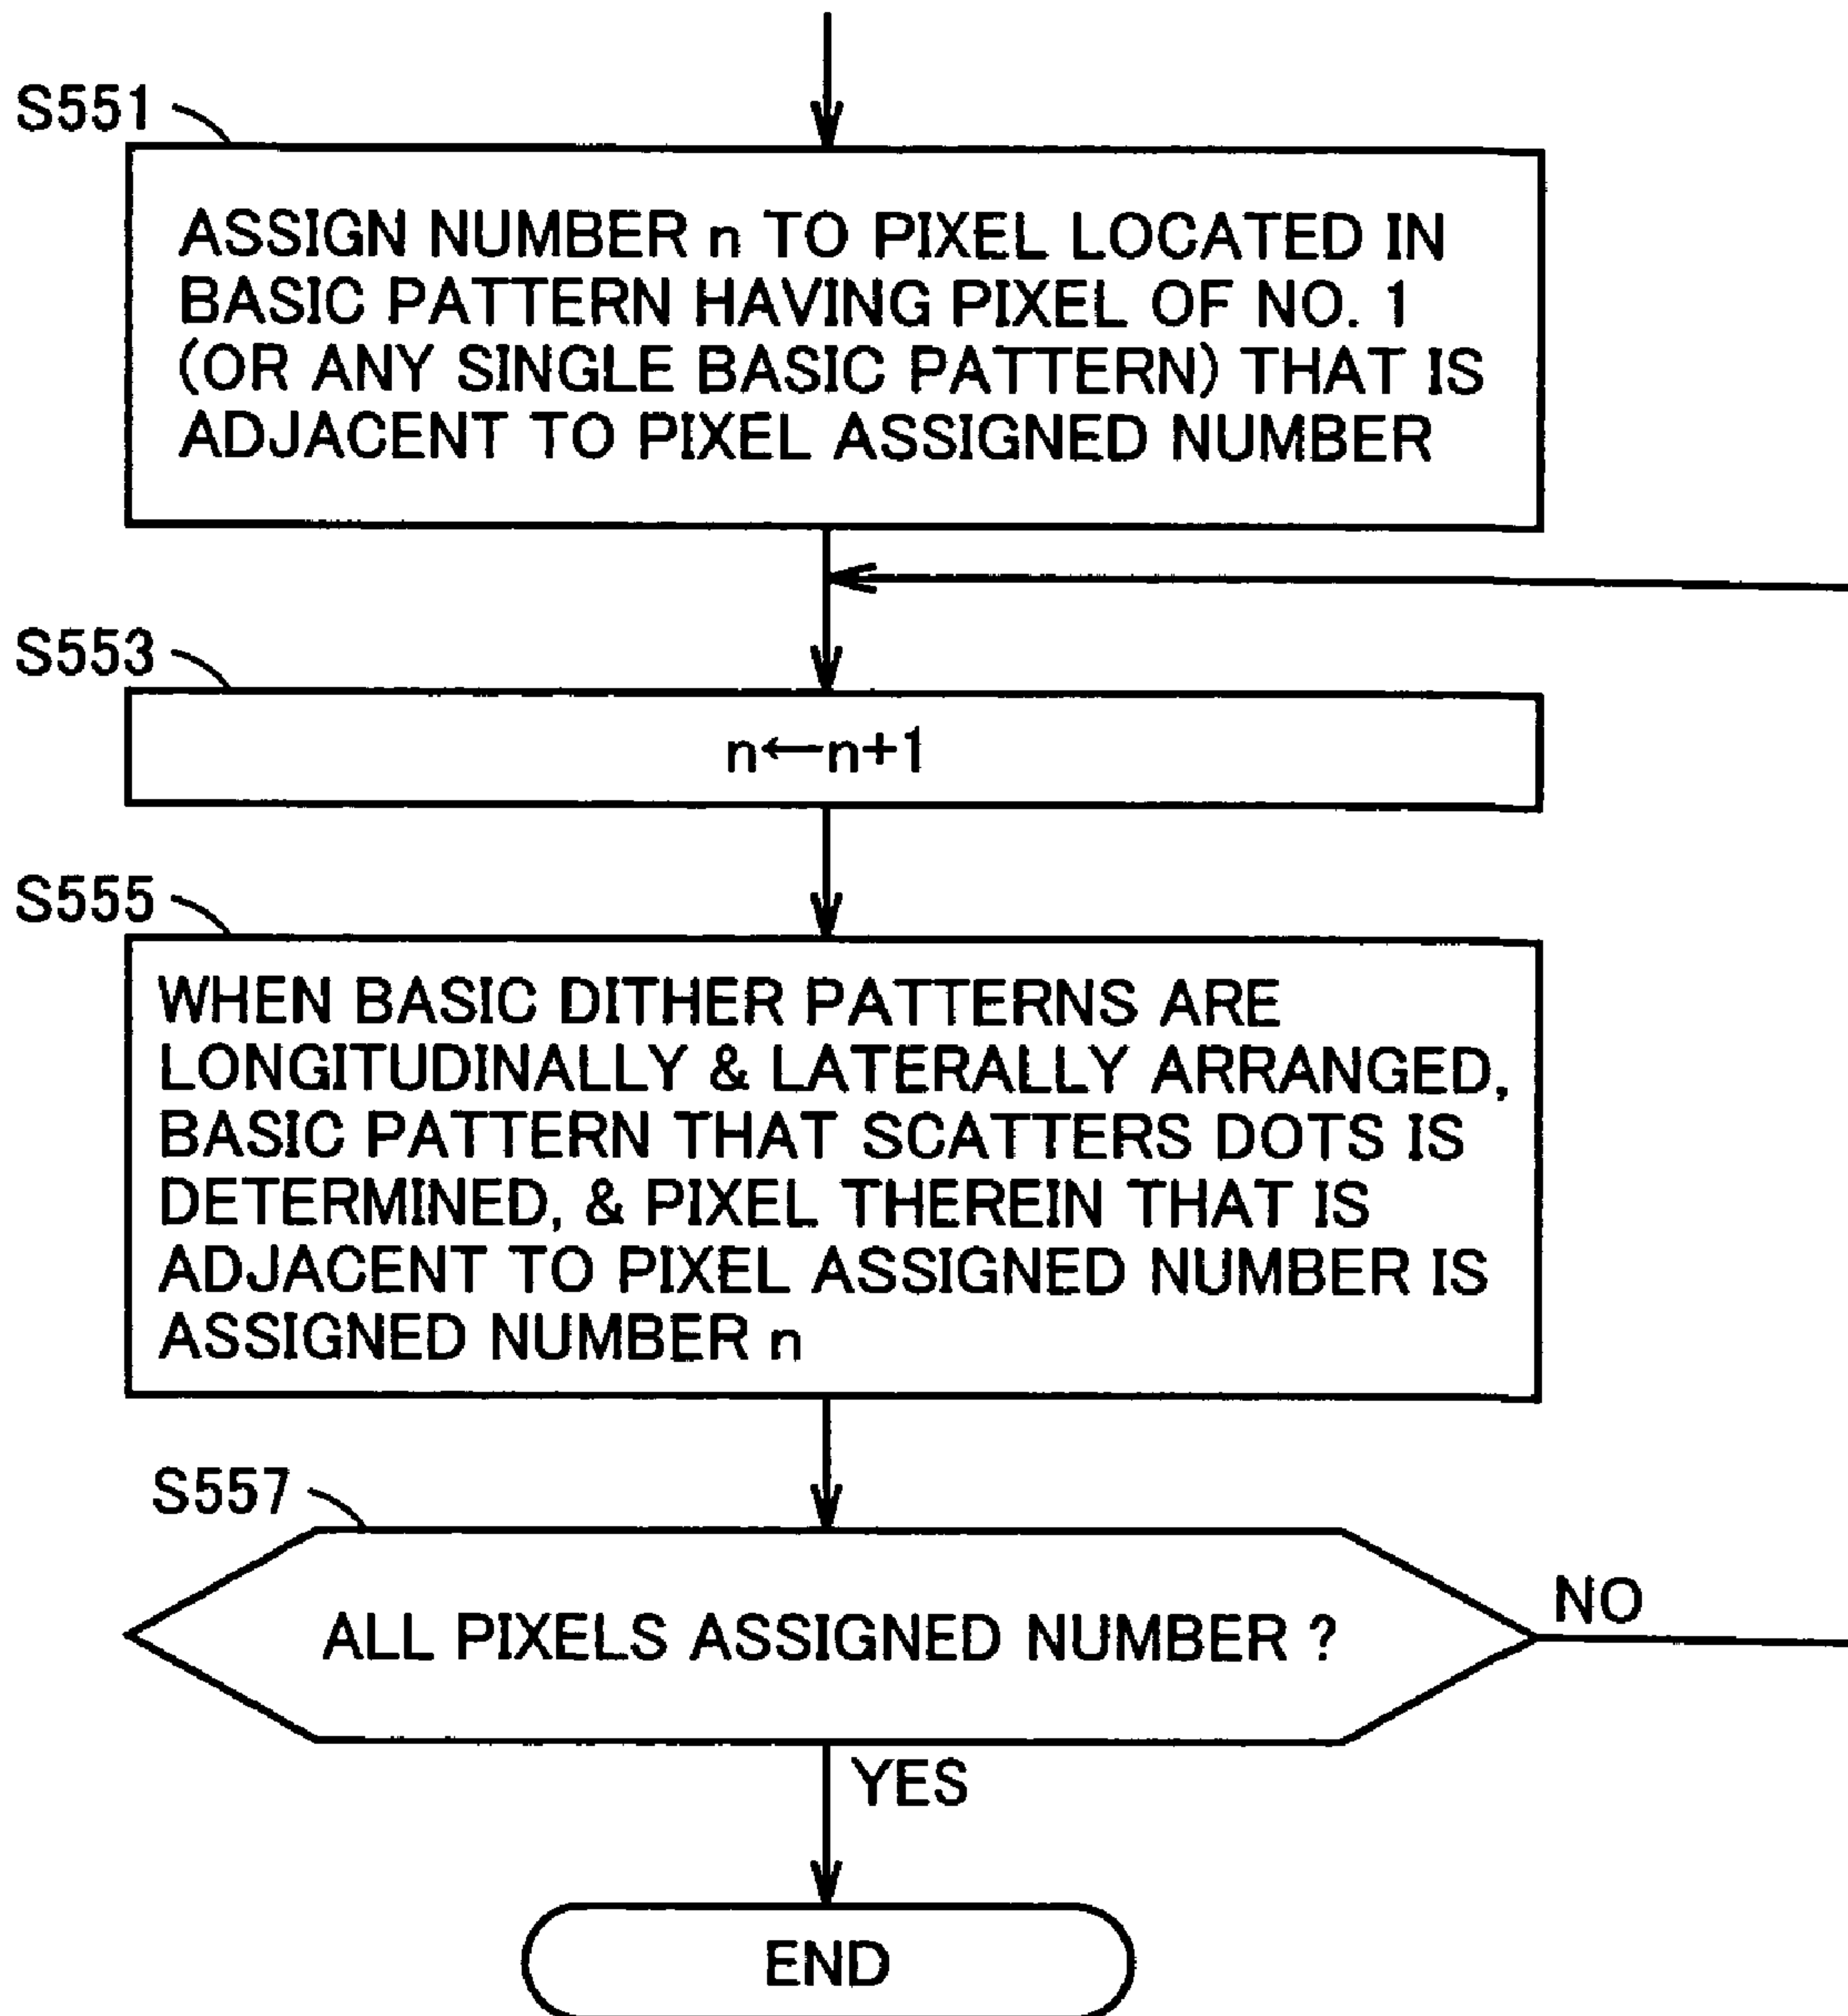 S551
ASSIGN NUMBER n TO PIXEL LOCATED IN
BASIC PATTERN HAVING PIXEL OF NO. 1
(OR ANY SINGLE BASIC PATTERN) THAT IS
ADJACENT TO PIXEL ASSIGNED NUMBER
S553
n←n+1
S555
WHEN BASIC DITHER PATTERNS ARE
LONGITUDINALLY & LATERALLY ARRANGED,
BASIC PATTERN THAT SCATTERS DOTS IS
DETERMINED, & PIXEL THEREIN THAT IS
ADJACENT TO PIXEL ASSIGNED NUMBER IS
ASSIGNED NUMBER n
S557
ALL PIXELS ASSIGNED NUMBER ?
NO
YES
END